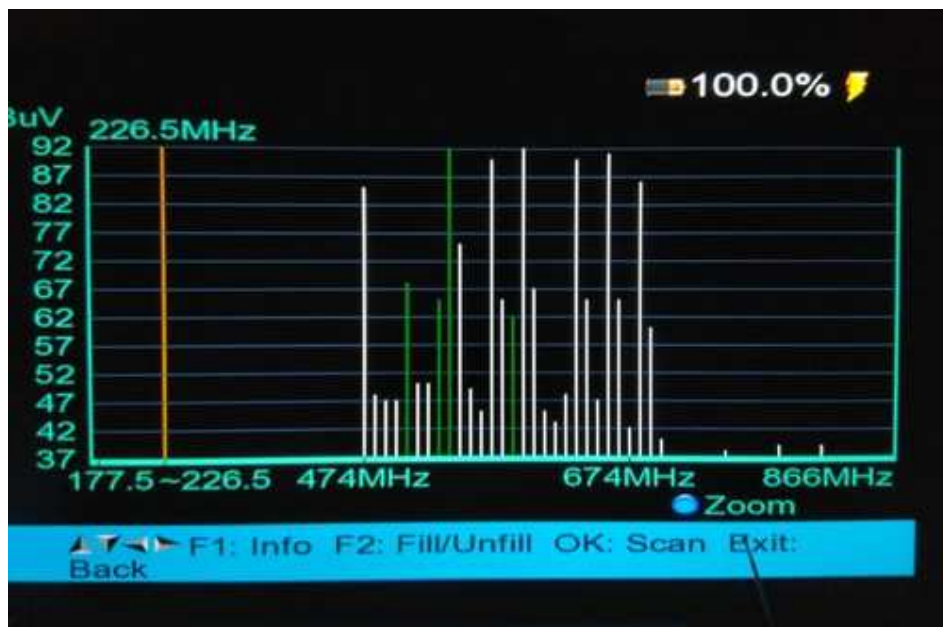 100.0%
BuV
226.5MHz
92
87
82
77
72
67
62
57
52
47
42
37
177.5~226.5 474MHz 674MHz 866MHz
Zoom
F1: Info F2: Fill/Unfill OK: Scan Exit:
Back